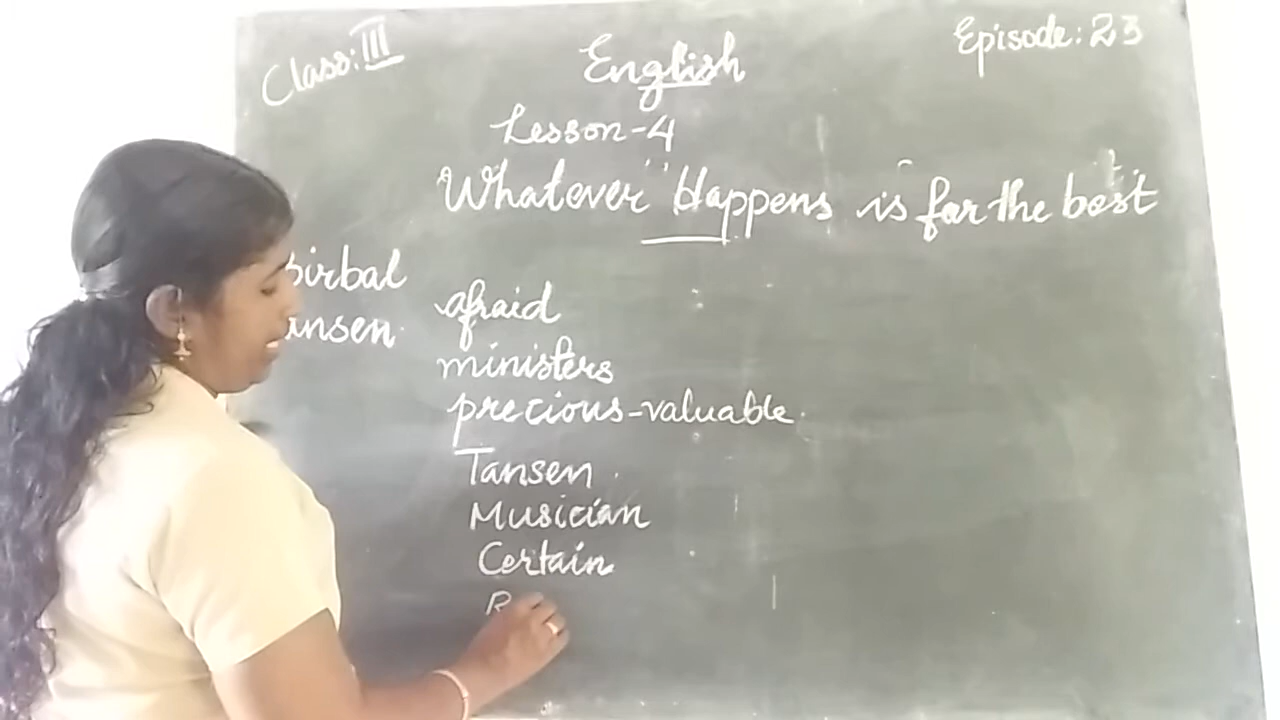 Class: III
English
Episode: 23
Lesson-4
Whatever "Happens is for the best
afraid
ministers
precious-valuable.
Tansen.
Musician
Certain